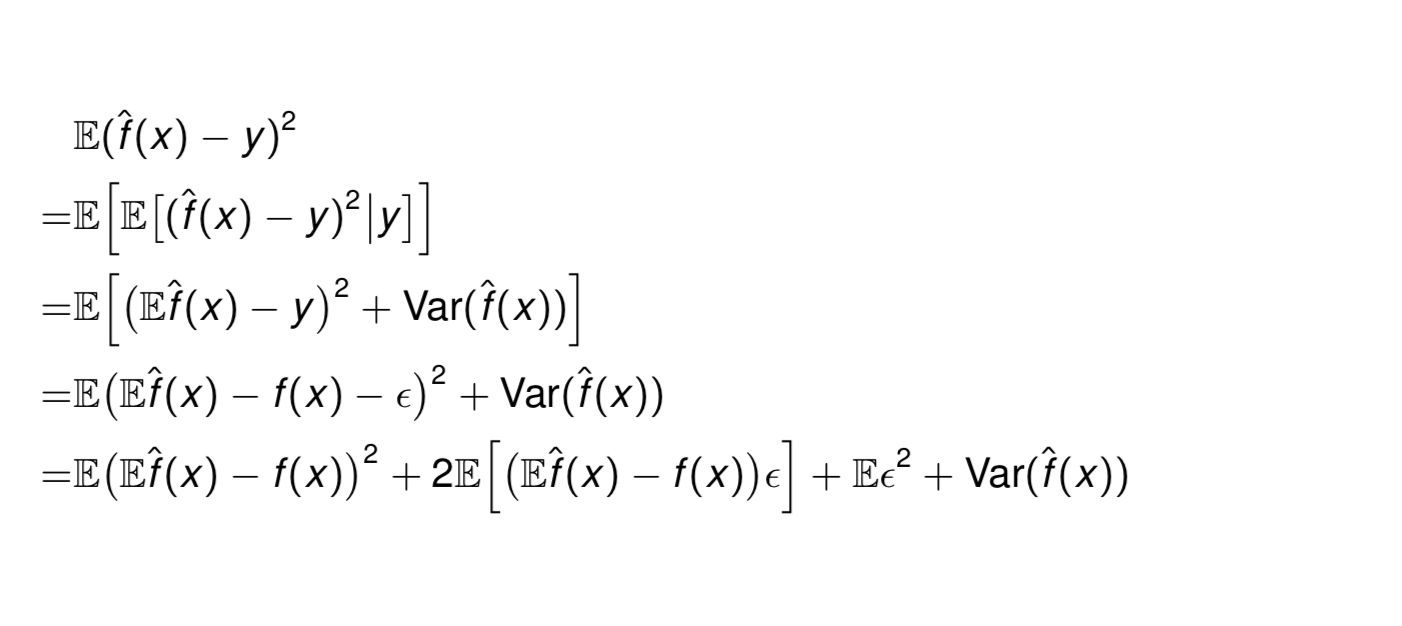 𝔼(f̂(x) − y)²
=𝔼[𝔼[(f̂(x) − y)²|y]]
=𝔼[(𝔼f̂(x) − y)² + Var(f̂(x))]
=𝔼(𝔼f̂(x) − f(x) − ϵ)² + Var(f̂(x))
=𝔼(𝔼f̂(x) − f(x))² + 2𝔼[(𝔼f̂(x) − f(x))ϵ] + 𝔼ϵ² + Var(f̂(x))